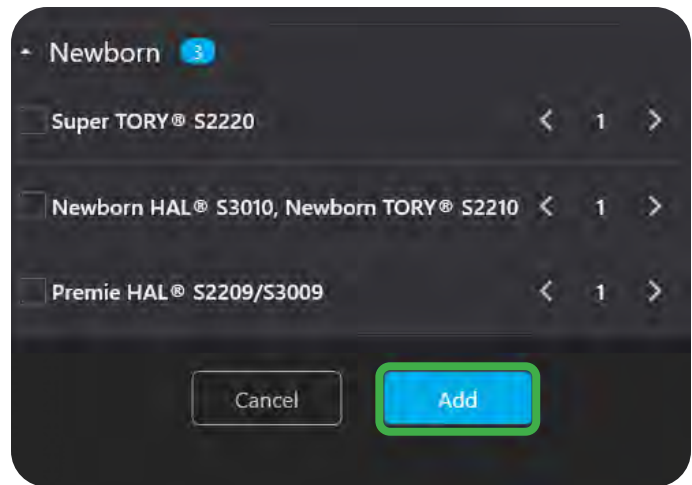 Newborn 3
Super TORY® S2220 < 1 >
Newborn HAL® S3010, Newborn TORY® S2210 < 1 >
Premie HAL® S2209/S3009 < 1 >
Cancel Add